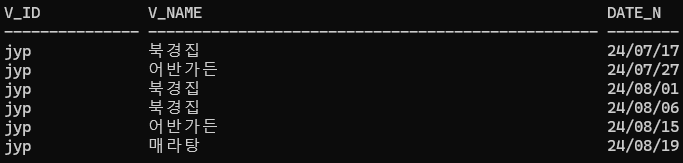 V_ID V_NAME DATE_N
--------------- -------------------------------------------------- --------
jyp 북경집 24/07/17
jyp 어반가든 24/07/27
jyp 북경집 24/08/01
jyp 북경집 24/08/06
jyp 어반가든 24/08/15
jyp 매라탕 24/08/19